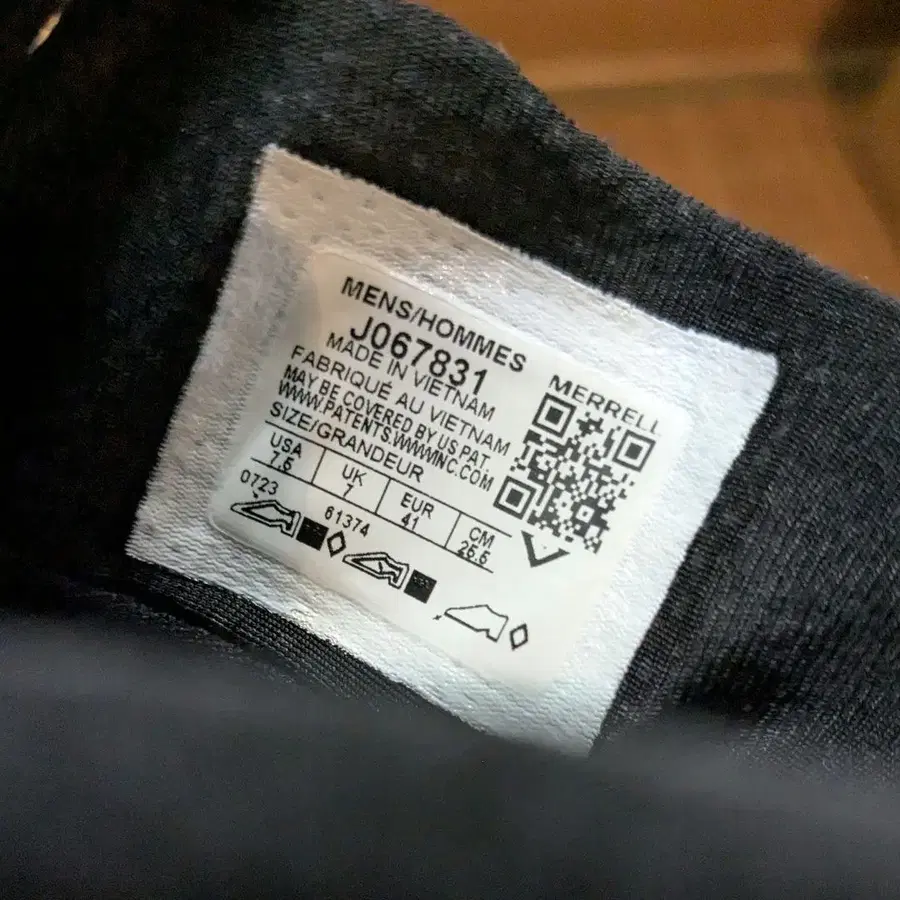 MENS/HOMMES
J067831
MADE IN VIETNAM
FABRIQUÉ AU VIETNAM
MAY BE COVERED BY US PAT.
WWW.PATENTS.WWWINC.COM
SIZE/GRANDEUR
MERRELL
USA UK EUR CM
7.5 7 41 25.5
0723 61374